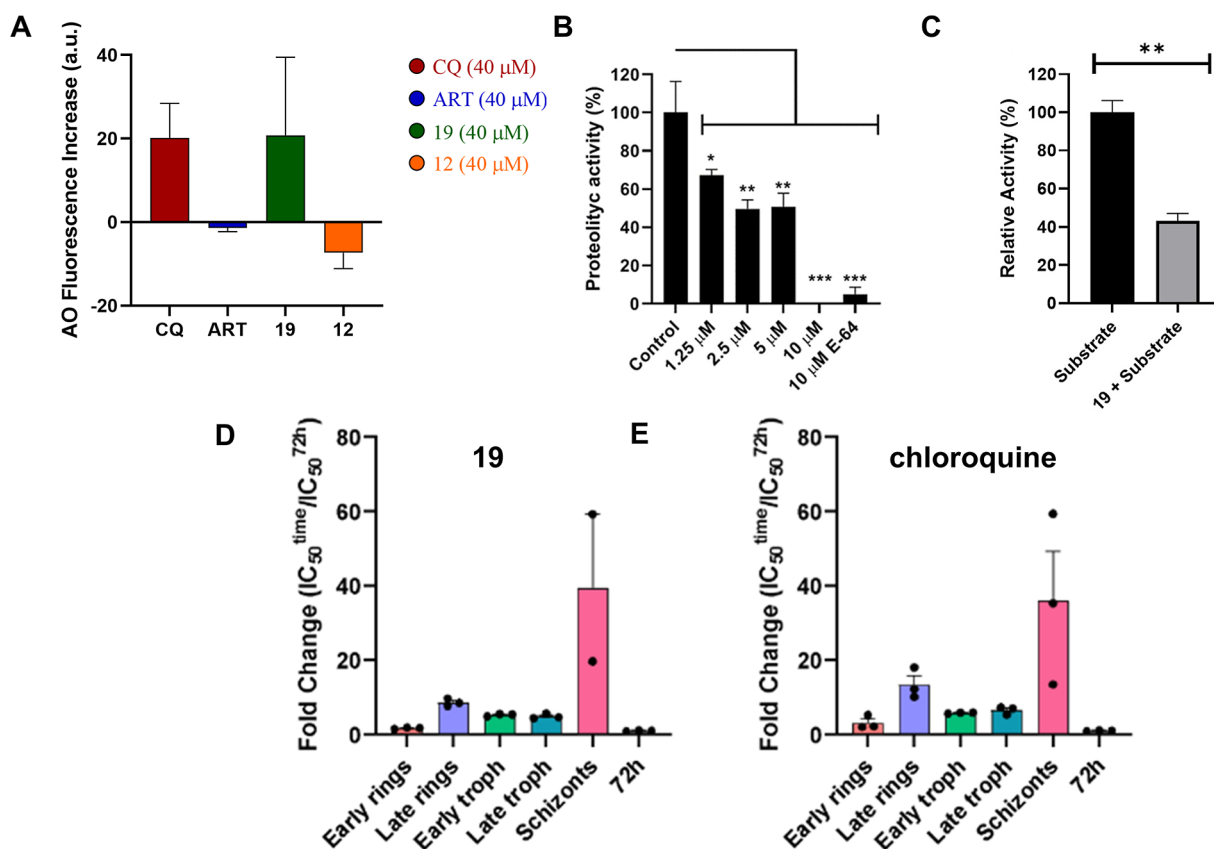 A
AO Fluorescence Increase (a.u.)
40
20
0
-20
CQ
ART
19
12
CQ (40 μM)
ART (40 μM)
19 (40 μM)
12 (40 μM)
B
Proteolityc activity (%)
120
100
80
60
40
20
0
*
**
**
***
***
Control
1.25 μM
2.5 μM
5 μM
10 μM
10 μM E-64
C
Relative Activity (%)
120
100
80
60
40
20
0
**
Substrate
19 + Substrate
D
19
Fold Change (IC50time/IC5072h)
80
60
40
20
0
Early rings
Late rings
Early troph
Late troph
Schizonts
72h
E
chloroquine
Fold Change (IC50time/IC5072h)
80
60
40
20
0
Early rings
Late rings
Early troph
Late troph
Schizonts
72h